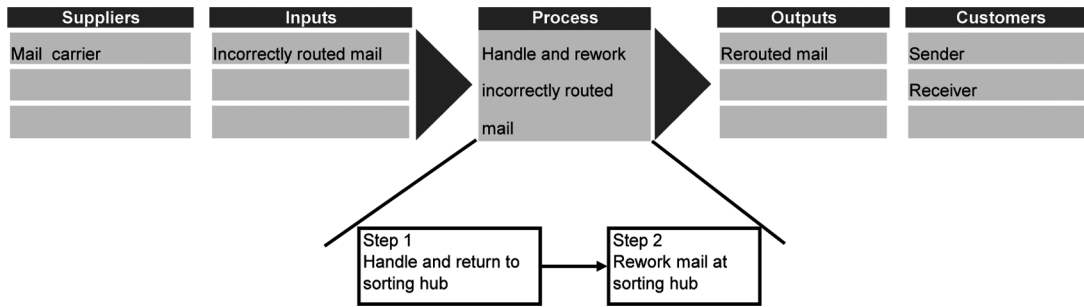 Suppliers
Inputs
Process
Outputs
Customers
Mail carrier
Incorrectly routed mail
Handle and rework
incorrectly routed
mail
Rerouted mail
Sender
Receiver
Step 1
Handle and return to
sorting hub
Step 2
Rework mail at
sorting hub